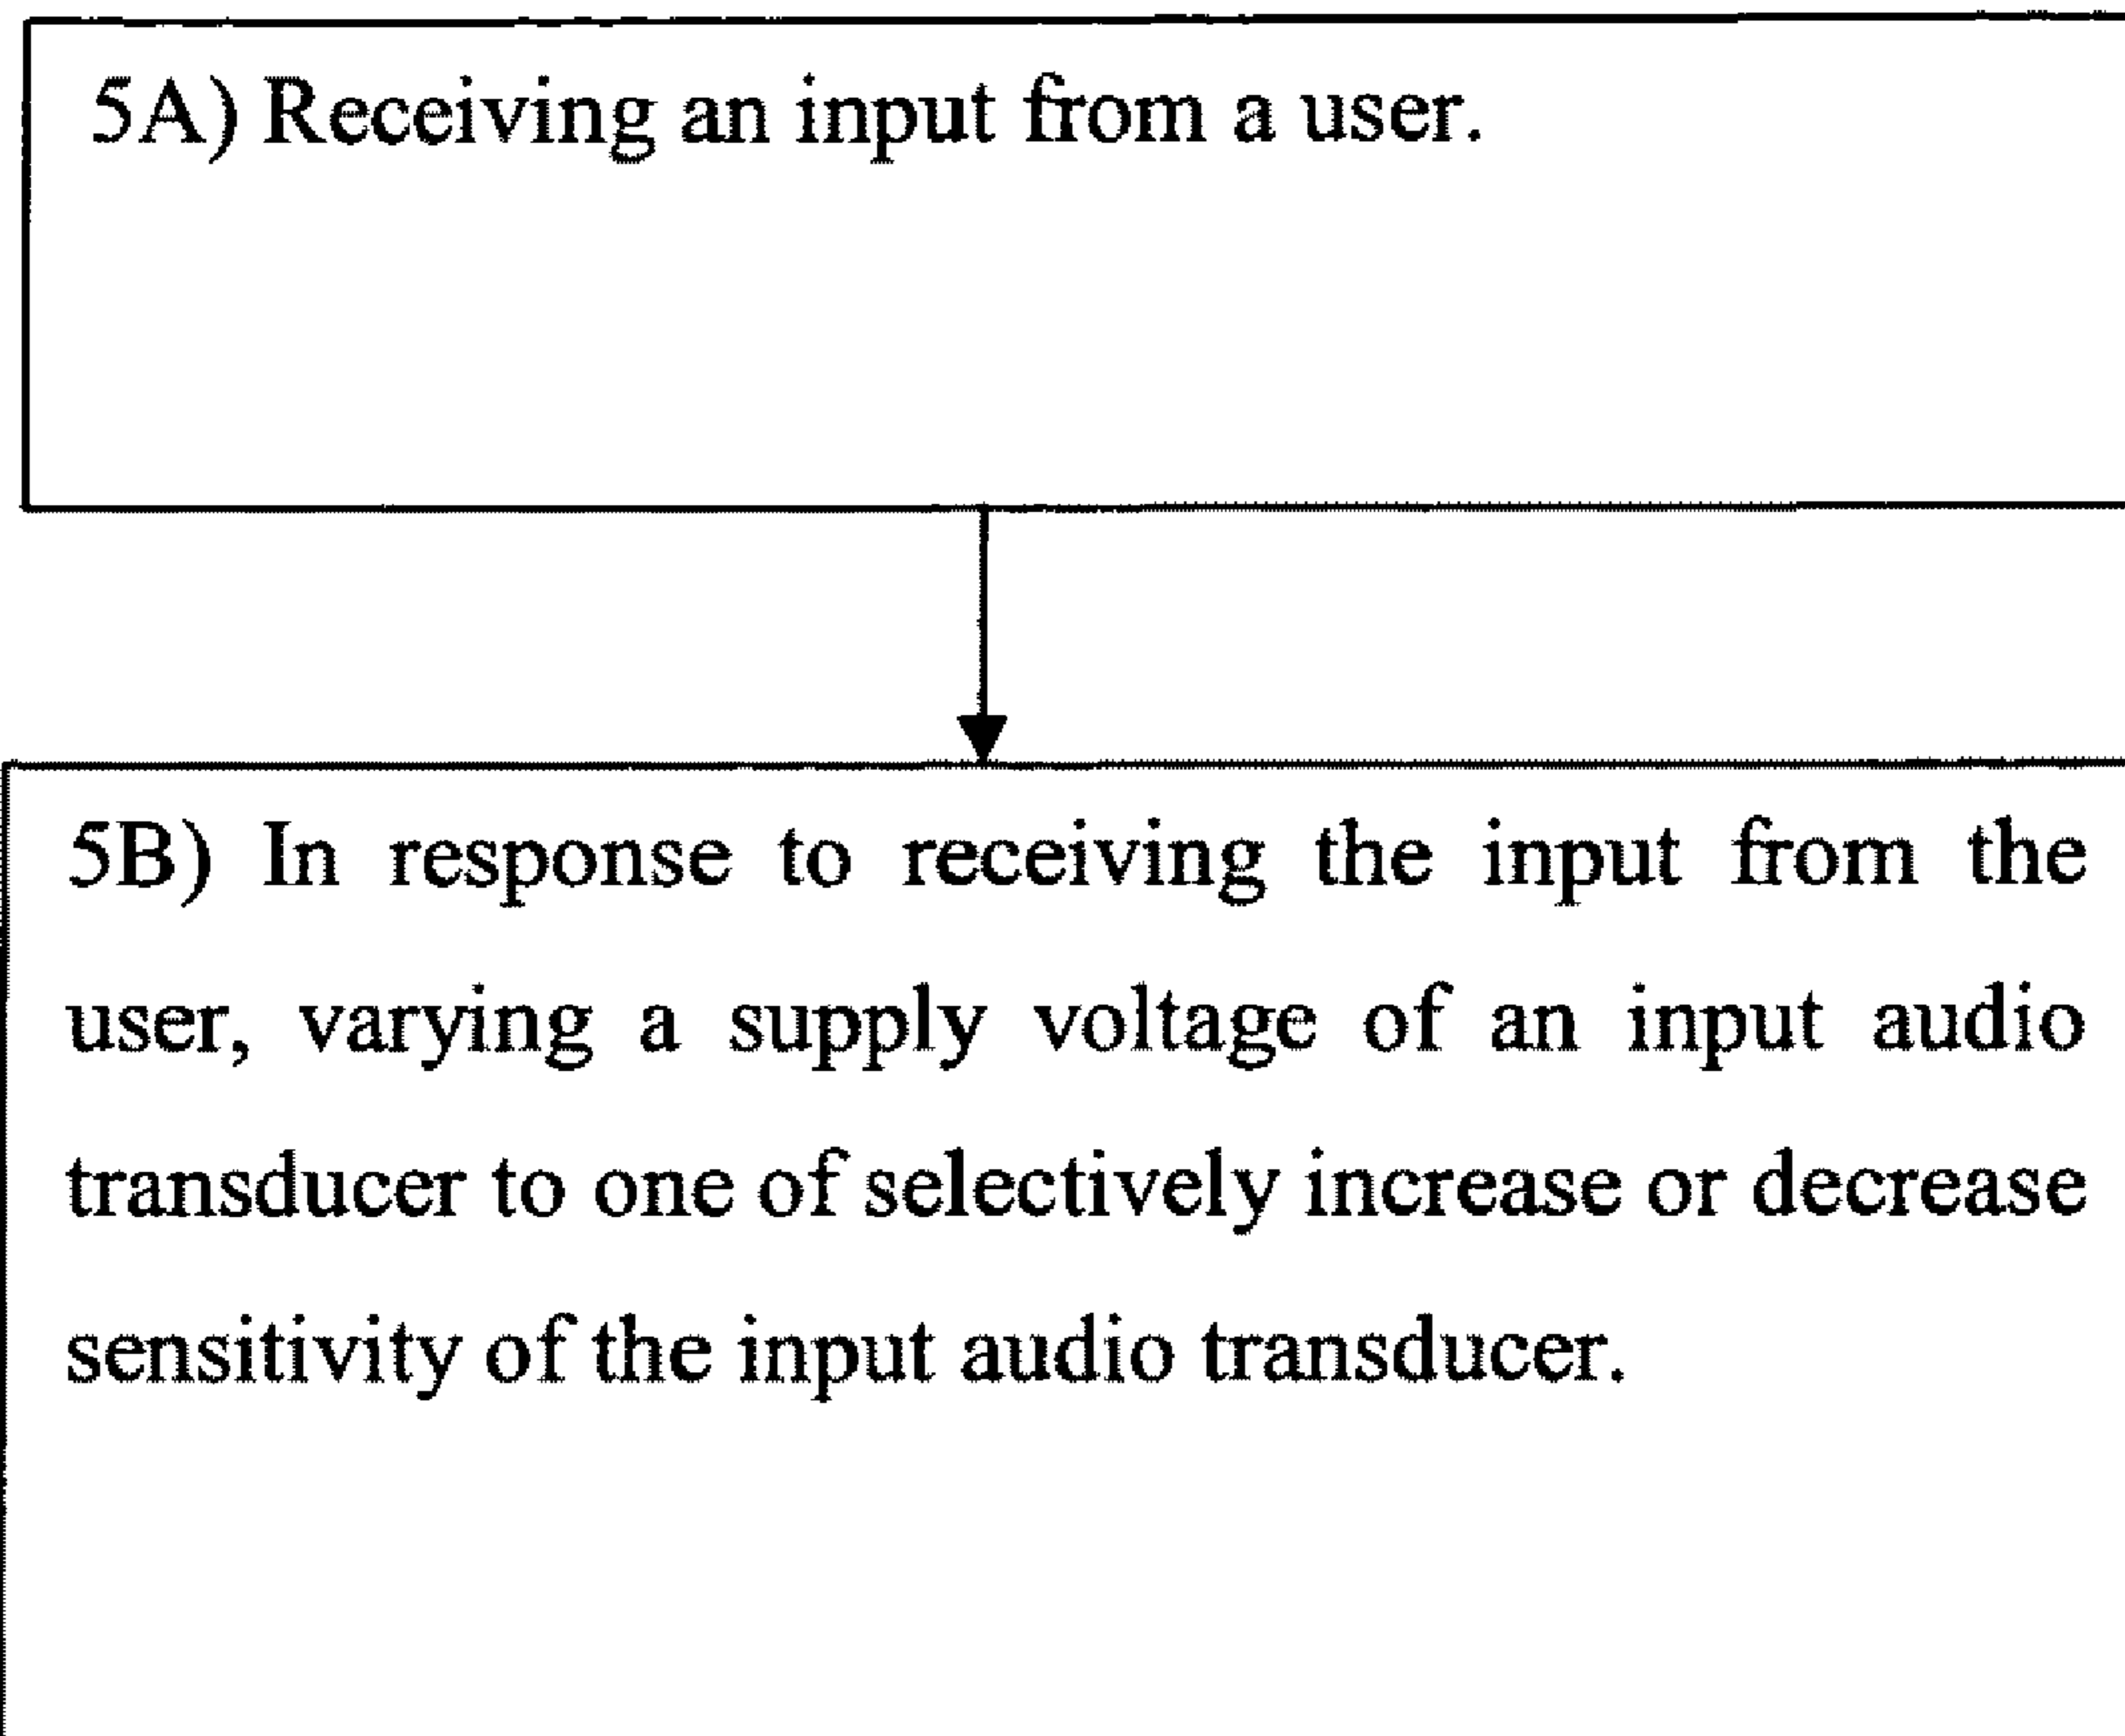 5A) Receiving an input from a user.
5B) In response to receiving the input from the
user, varying a supply voltage of an input audio
transducer to one of selectively increase or decrease
sensitivity of the input audio transducer.